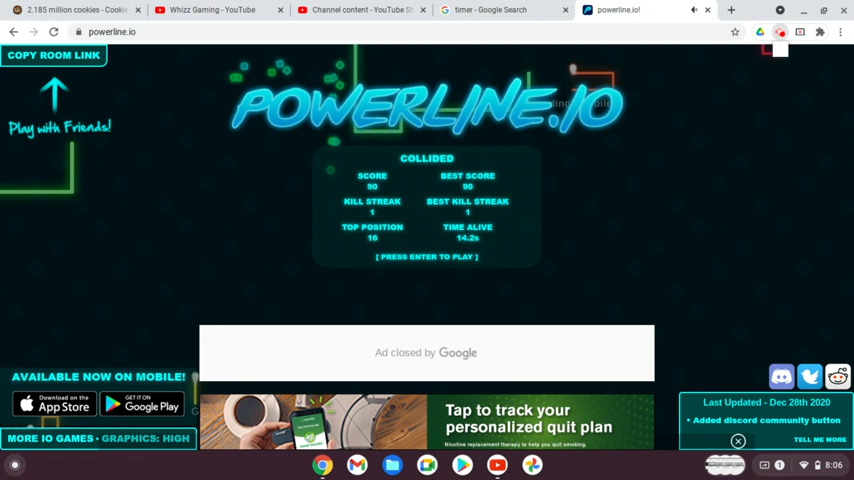 2.185 million cookies - Cookie
Whizz Gaming - YouTube
Channel content - YouTube St
timer - Google Search
powerline.io!
powerline.io
COPY ROOM LINK
Play with Friends!
POWERLINE.IO
COLLIDED
SCORE BEST SCORE
90 90
KILL STREAK BEST KILL STREAK
1 1
TOP POSITION TIME ALIVE
16 14.2s
[ PRESS ENTER TO PLAY ]
Ad closed by Google
AVAILABLE NOW ON MOBILE!
Download on the App Store
GET IT ON Google Play
MORE IO GAMES · GRAPHICS: HIGH
Tap to track your
personalized quit plan
Nicotine replacement therapy to help you quit smoking.
Last Updated - Dec 28th 2020
• Added discord community button
TELL ME MORE
1
8:06